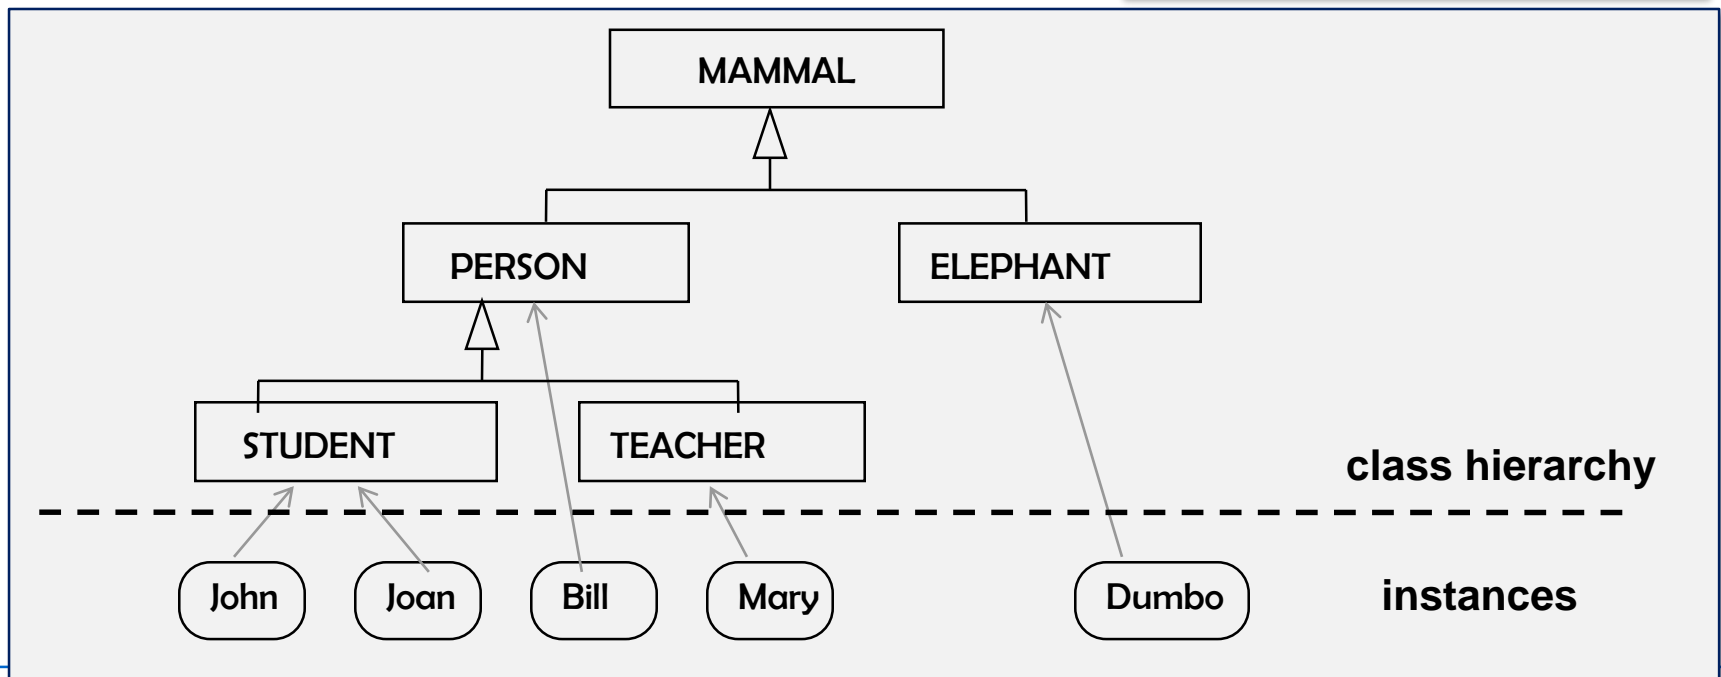 MAMMAL
PERSON
ELEPHANT
STUDENT
TEACHER
class hierarchy
John
Joan
Bill
Mary
Dumbo
instances